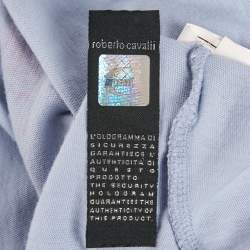 roberto cavalli
L'OLOGRAMMA DI
SICUREZZA
GARANTISCE L'
AUTENTICITÀ DI
QUESTO
PRODOTTO
THE SECURITY
HOLOGRAM
GUARANTEES THE
AUTHENTICITY OF
THIS PRODUCT.